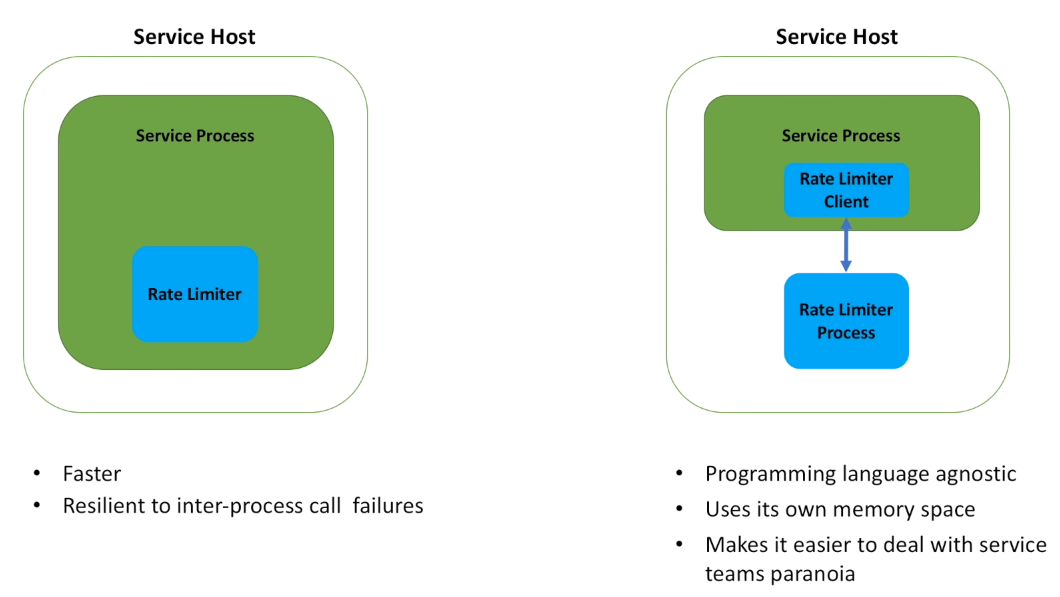 Service Host
Service Process
Rate Limiter
• Faster
• Resilient to inter-process call failures
Service Host
Service Process
Rate Limiter
Client
Rate Limiter
Process
• Programming language agnostic
• Uses its own memory space
• Makes it easier to deal with service
teams paranoia